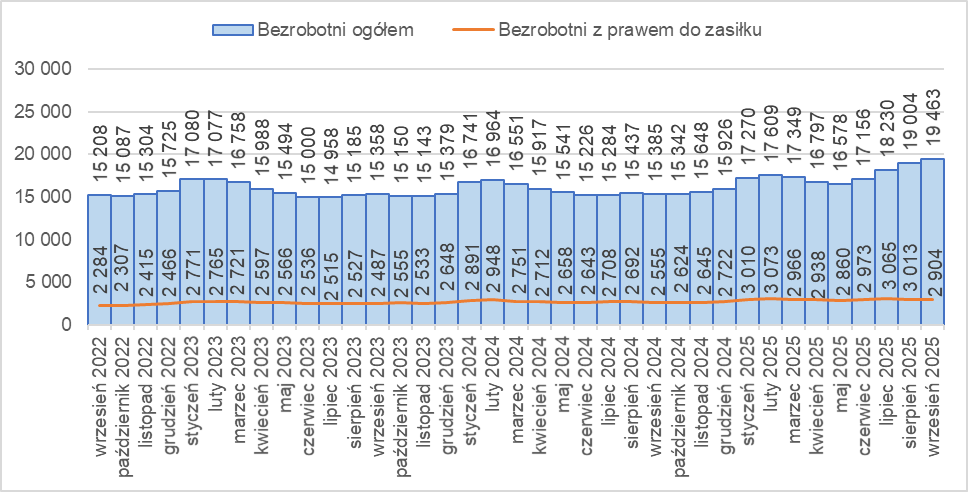 Bezrobotni ogółem
Bezrobotni z prawem do zasiłku
30 000
25 000
20 000
15 000
10 000
5 000
0
15 208
15 087
15 304
15 725
17 080
17 077
16 758
15 988
15 494
15 000
14 958
15 185
15 358
15 150
15 143
15 379
16 741
16 964
16 551
15 917
15 541
15 226
15 284
15 437
15 385
15 342
15 648
15 926
17 270
17 609
17 349
16 797
16 578
17 156
18 230
19 004
19 463
2 284
2 307
2 415
2 466
2 771
2 765
2 721
2 597
2 566
2 536
2 515
2 527
2 487
2 555
2 533
2 648
2 891
2 948
2 751
2 712
2 658
2 643
2 708
2 692
2 555
2 624
2 645
2 722
3 010
3 073
2 966
2 938
2 860
2 973
3 065
3 013
2 904
wrzesień 2022
październik 2022
listopad 2022
grudzień 2022
styczeń 2023
luty 2023
marzec 2023
kwiecień 2023
maj 2023
czerwiec 2023
lipiec 2023
sierpień 2023
wrzesień 2023
październik 2023
listopad 2023
grudzień 2023
styczeń 2024
luty 2024
marzec 2024
kwiecień 2024
maj 2024
czerwiec 2024
lipiec 2024
sierpień 2024
wrzesień 2024
październik 2024
listopad 2024
grudzień 2024
styczeń 2025
luty 2025
marzec 2025
kwiecień 2025
maj 2025
czerwiec 2025
lipiec 2025
sierpień 2025
wrzesień 2025